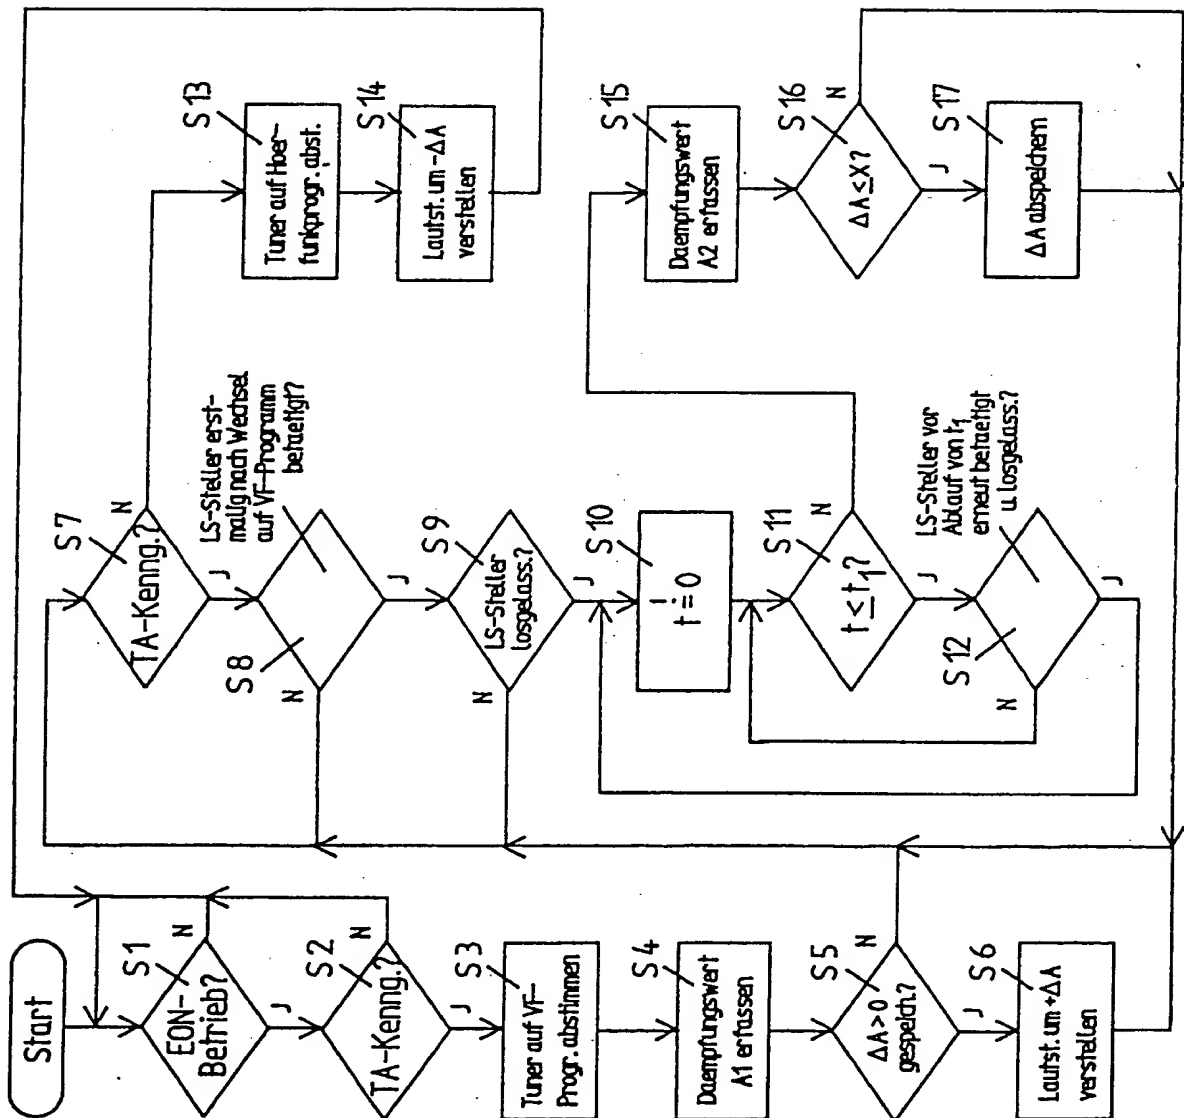 Start
S1
EON-
Betrieb?
N
J
S2
TA-Kenng.?
N
J
S3
Tuner auf VF-
Progr. abstimmen
S4
Daempfungswert
A1 erfassen
S5
ΔA>0
gespeich.?
N
J
S6
Lautst. um +ΔA
verstellen
S7
TA-Kenng.?
N
J
S8
LS-Steller erst-
malig nach Wechsel
auf VF-Programm
betaetigt?
N
J
S9
LS-Steller
losgelass.?
N
J
S10
t := 0
S11
t ≤ t1?
N
J
S12
LS-Steller vor
Ablauf von t1
erneut betaetigt
u. losgelass.?
N
J
S13
Tuner auf Hoer-
funkprogr. abst.
S14
Lautst. um -ΔA
verstellen
S15
Daempfungswert
A2 erfassen
S16
ΔA≤X?
N
J
S17
ΔA abspeichern